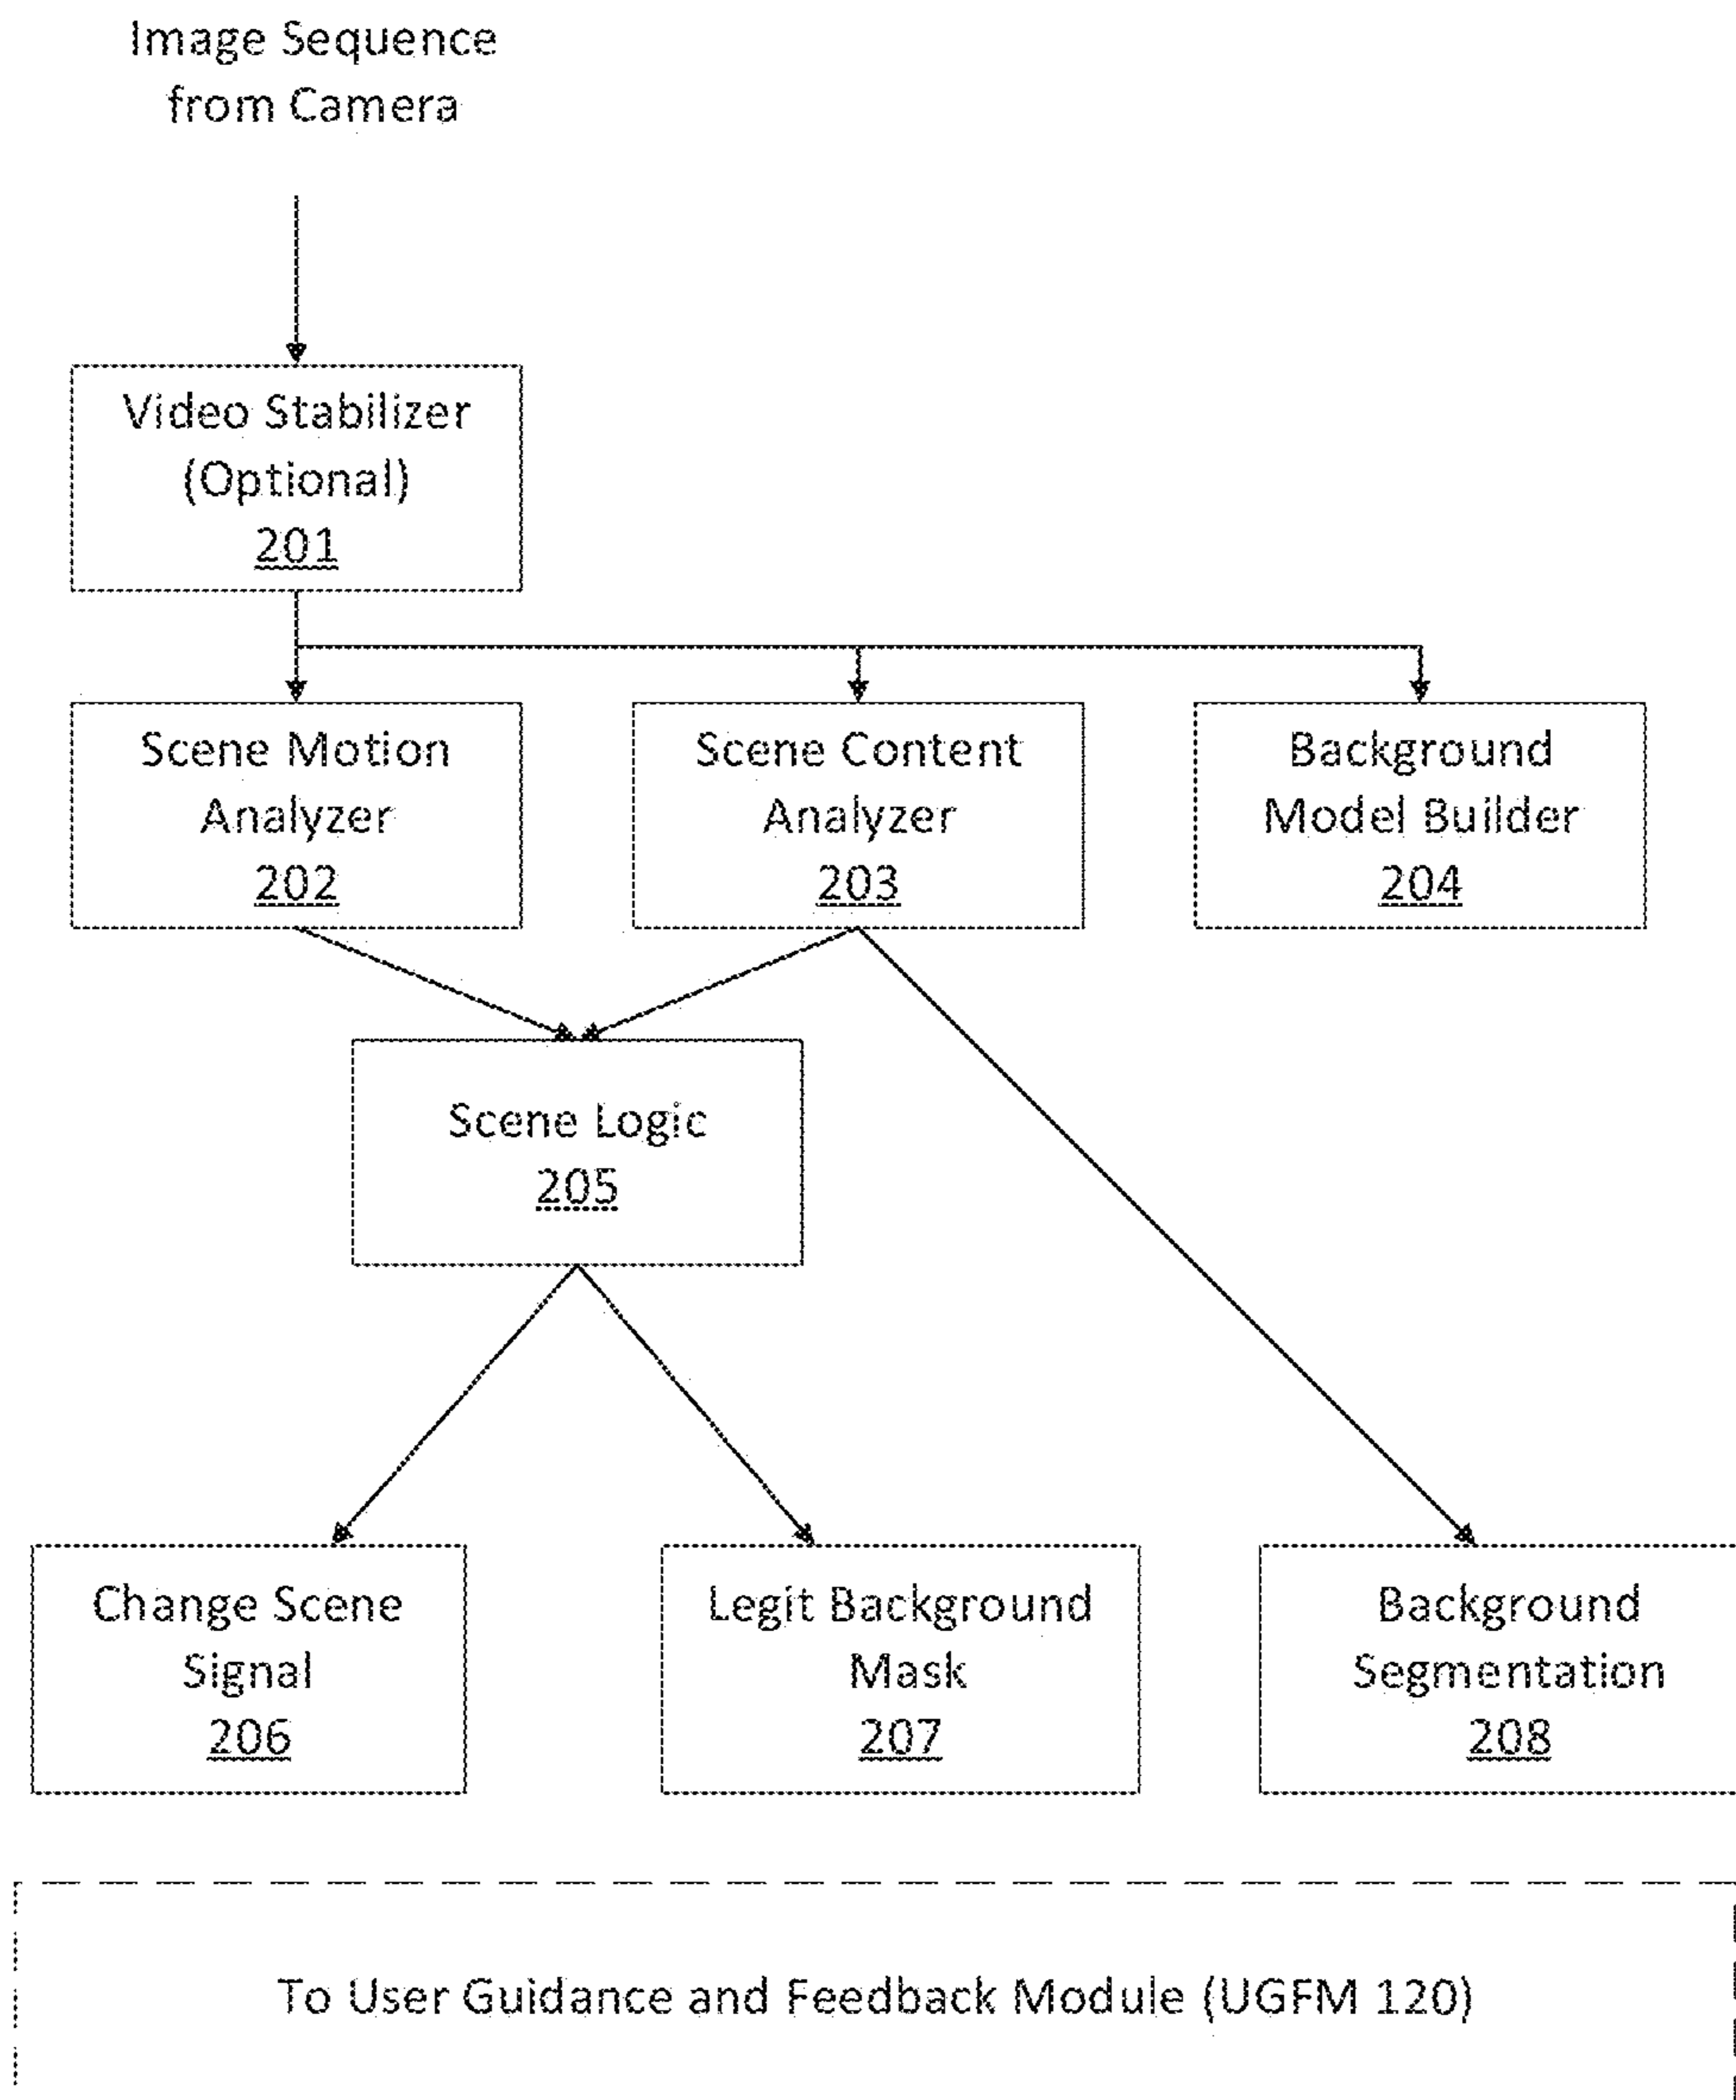 Image Sequence
from Camera
Video Stabilizer
(Optional)
201
Scene Motion
Analyzer
202
Scene Content
Analyzer
203
Background
Model Builder
204
Scene Logic
205
Change Scene
Signal
206
Legit Background
Mask
207
Background
Segmentation
208
To User Guidance and Feedback Module (UGFM 120)